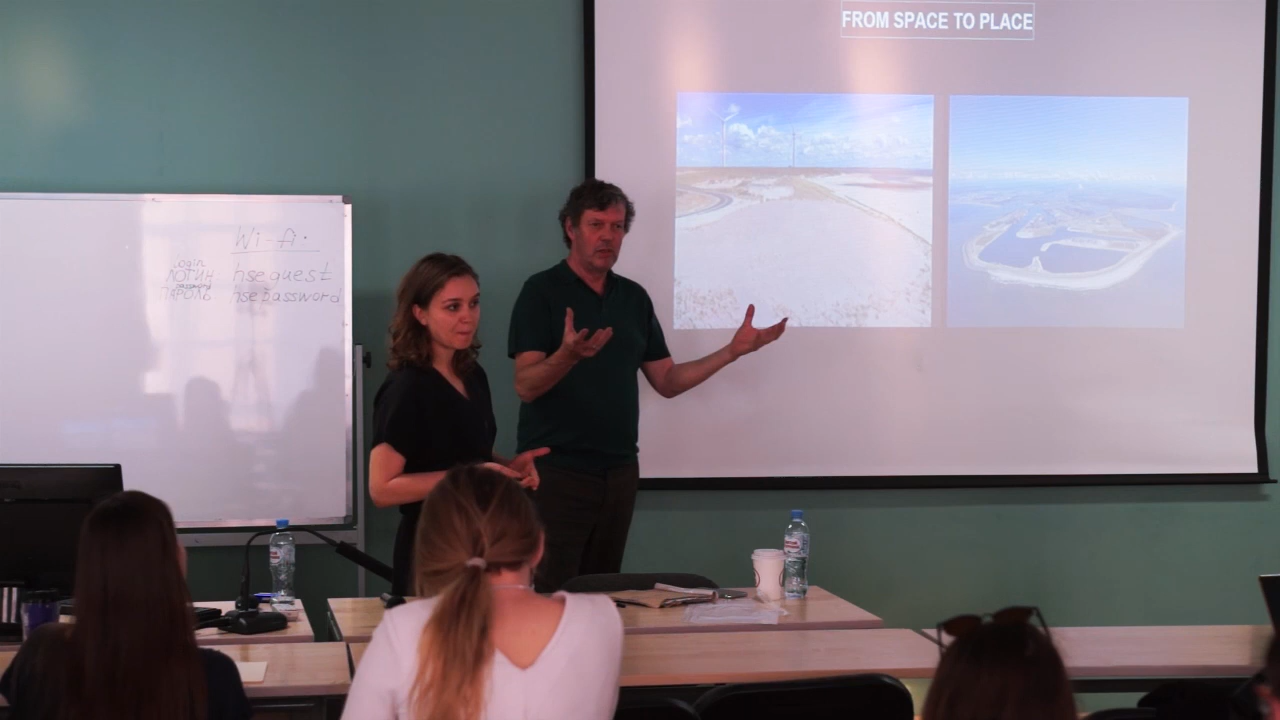 FROM SPACE TO PLACE
Wi-fi.
login
ЛОГИН: hseguest
password
ПАРОЛЬ hsepassword